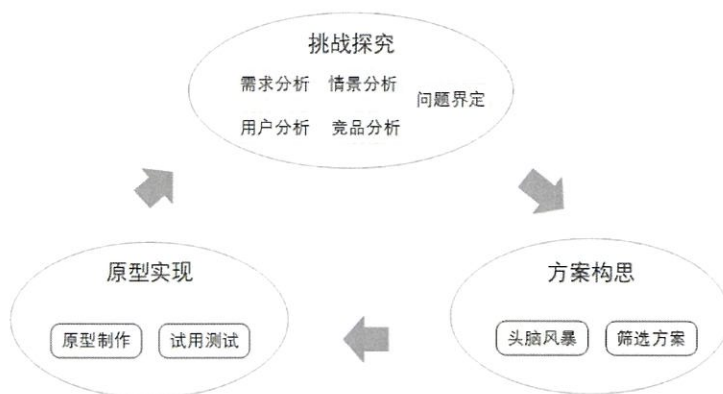 挑战探究
需求分析 情景分析
问题界定
用户分析 竞品分析
原型实现
原型制作 试用测试
方案构思
头脑风暴 筛选方案